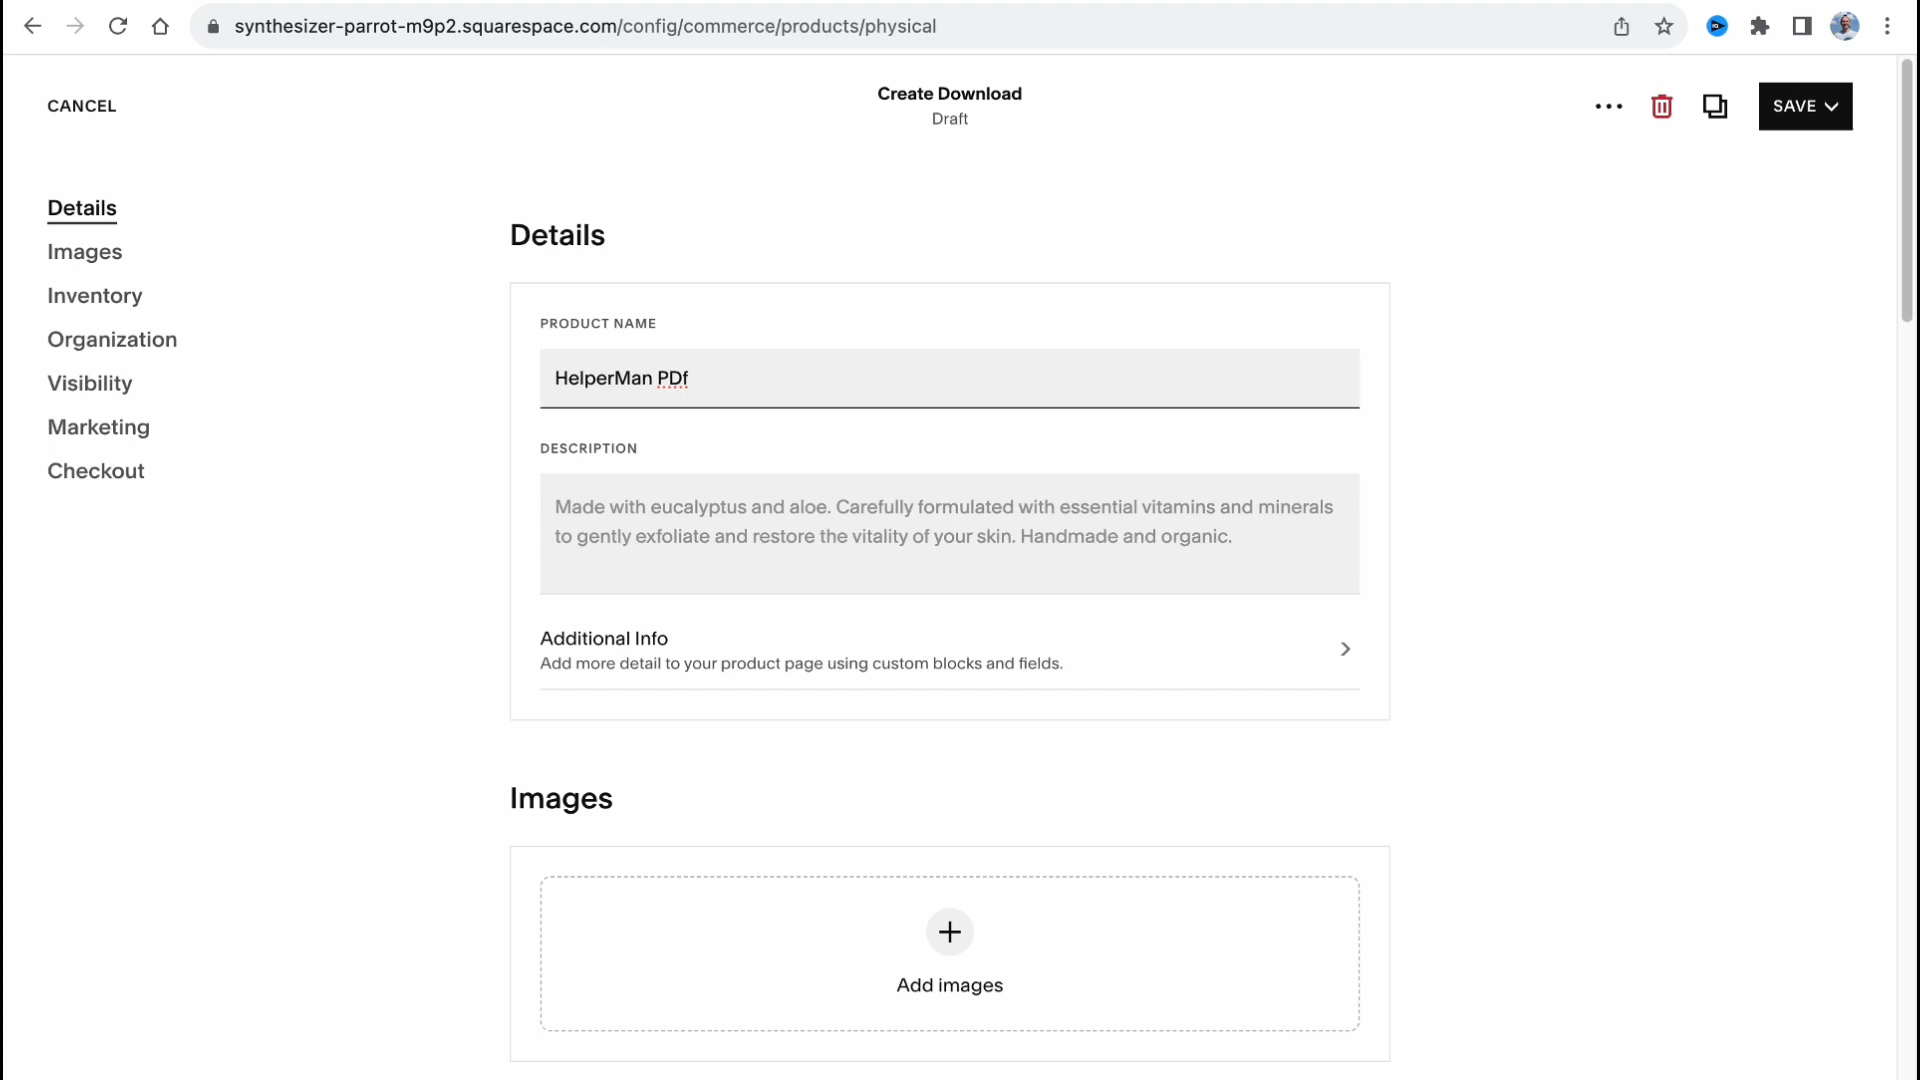 synthesizer-parrot-m9p2.squarespace.com/config/commerce/products/physical
CANCEL
Create Download
Draft
SAVE
Details
Images
Inventory
Organization
Visibility
Marketing
Checkout
Details
PRODUCT NAME
HelperMan PDf
DESCRIPTION
Made with eucalyptus and aloe. Carefully formulated with essential vitamins and minerals
to gently exfoliate and restore the vitality of your skin. Handmade and organic.
Additional Info
Add more detail to your product page using custom blocks and fields.
Images
Add images